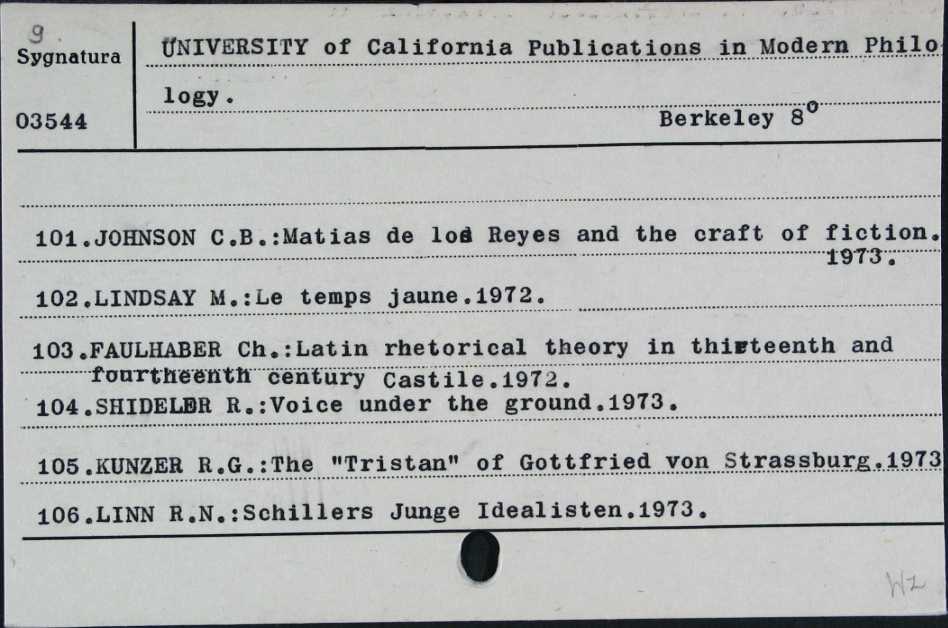 9
Sygnatura
03544
UNIVERSITY of California Publications in Modern Philo
logy.
Berkeley 8º
101.JOHNSON C.B.:Matias de los Reyes and the craft of fiction.
1973.
102.LINDSAY M.:Le temps jaune.1972.
103.FAULHABER Ch.:Latin rhetorical theory in thirteenth and
fourtheenth century Castile.1972.
104.SHIDELER R.:Voice under the ground.1973.
105.KUNZER R.G.:The "Tristan" of Gottfried von Strassburg.1973
106.LINN R.N.:Schillers Junge Idealisten.1973.
Wz